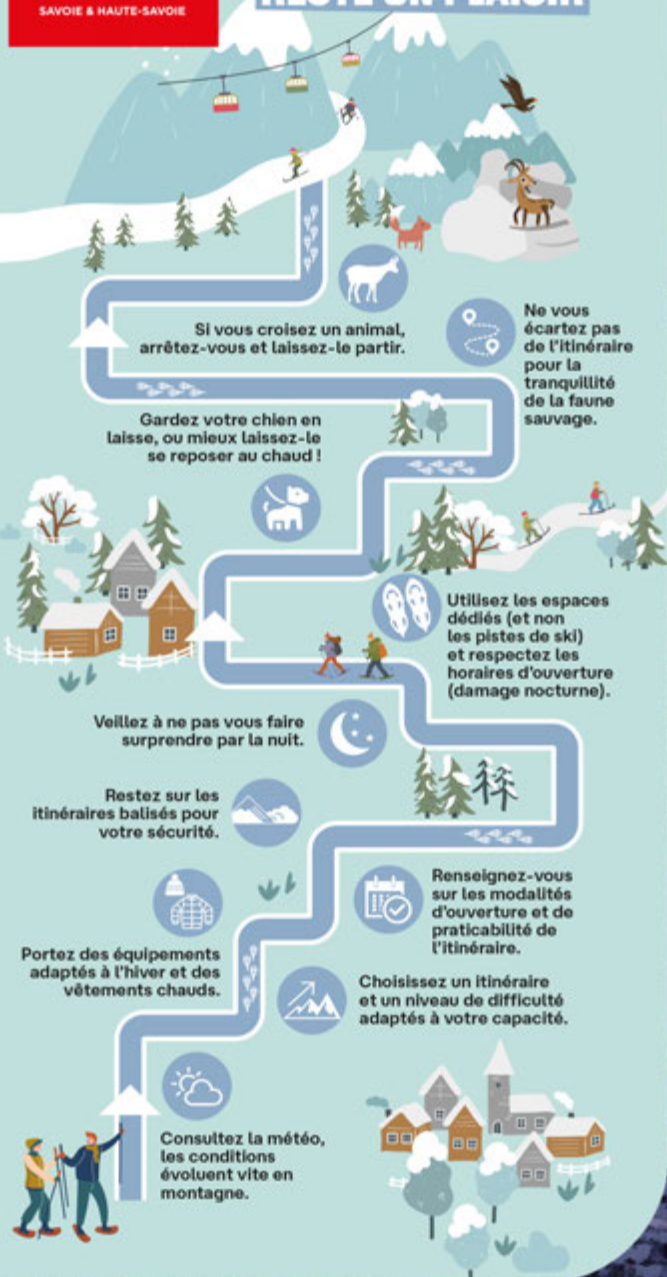 SAVOIE & HAUTE-SAVOIE
RESTE UN PLAISIR
Si vous croisez un animal,
arrêtez-vous et laissez-le partir.
Ne vous
écartez pas
de l'itinéraire
pour la
tranquillité
de la faune
sauvage.
Gardez votre chien en
laisse, ou mieux laissez-le
se reposer au chaud !
Utilisez les espaces
dédiés (et non
les pistes de ski)
et respectez les
horaires d'ouverture
(damage nocturne).
Veillez à ne pas vous faire
surprendre par la nuit.
Restez sur les
itinéraires balisés pour
votre sécurité.
Renseignez-vous
sur les modalités
d'ouverture et de
praticabilité de
l'itinéraire.
Portez des équipements
adaptés à l'hiver et des
vêtements chauds.
Choisissez un itinéraire
et un niveau de difficulté
adaptés à votre capacité.
Consultez la météo,
les conditions
évoluent vite en
montagne.